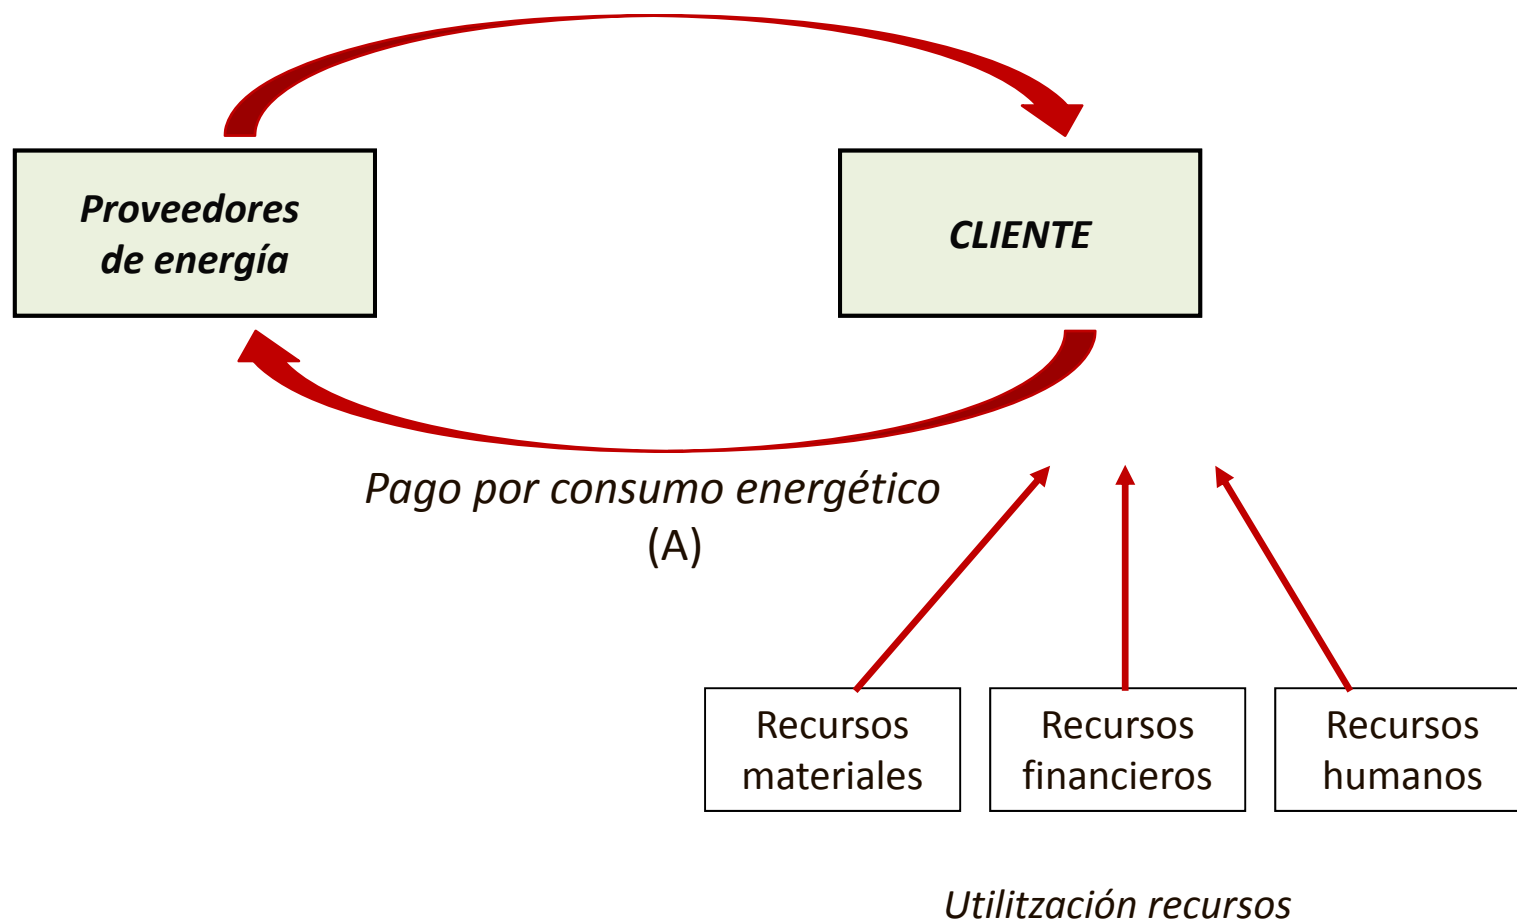 Proveedores
de energía
CLIENTE
Pago por consumo energético
(A)
Recursos
materiales
Recursos
financieros
Recursos
humanos
Utilitzación recursos